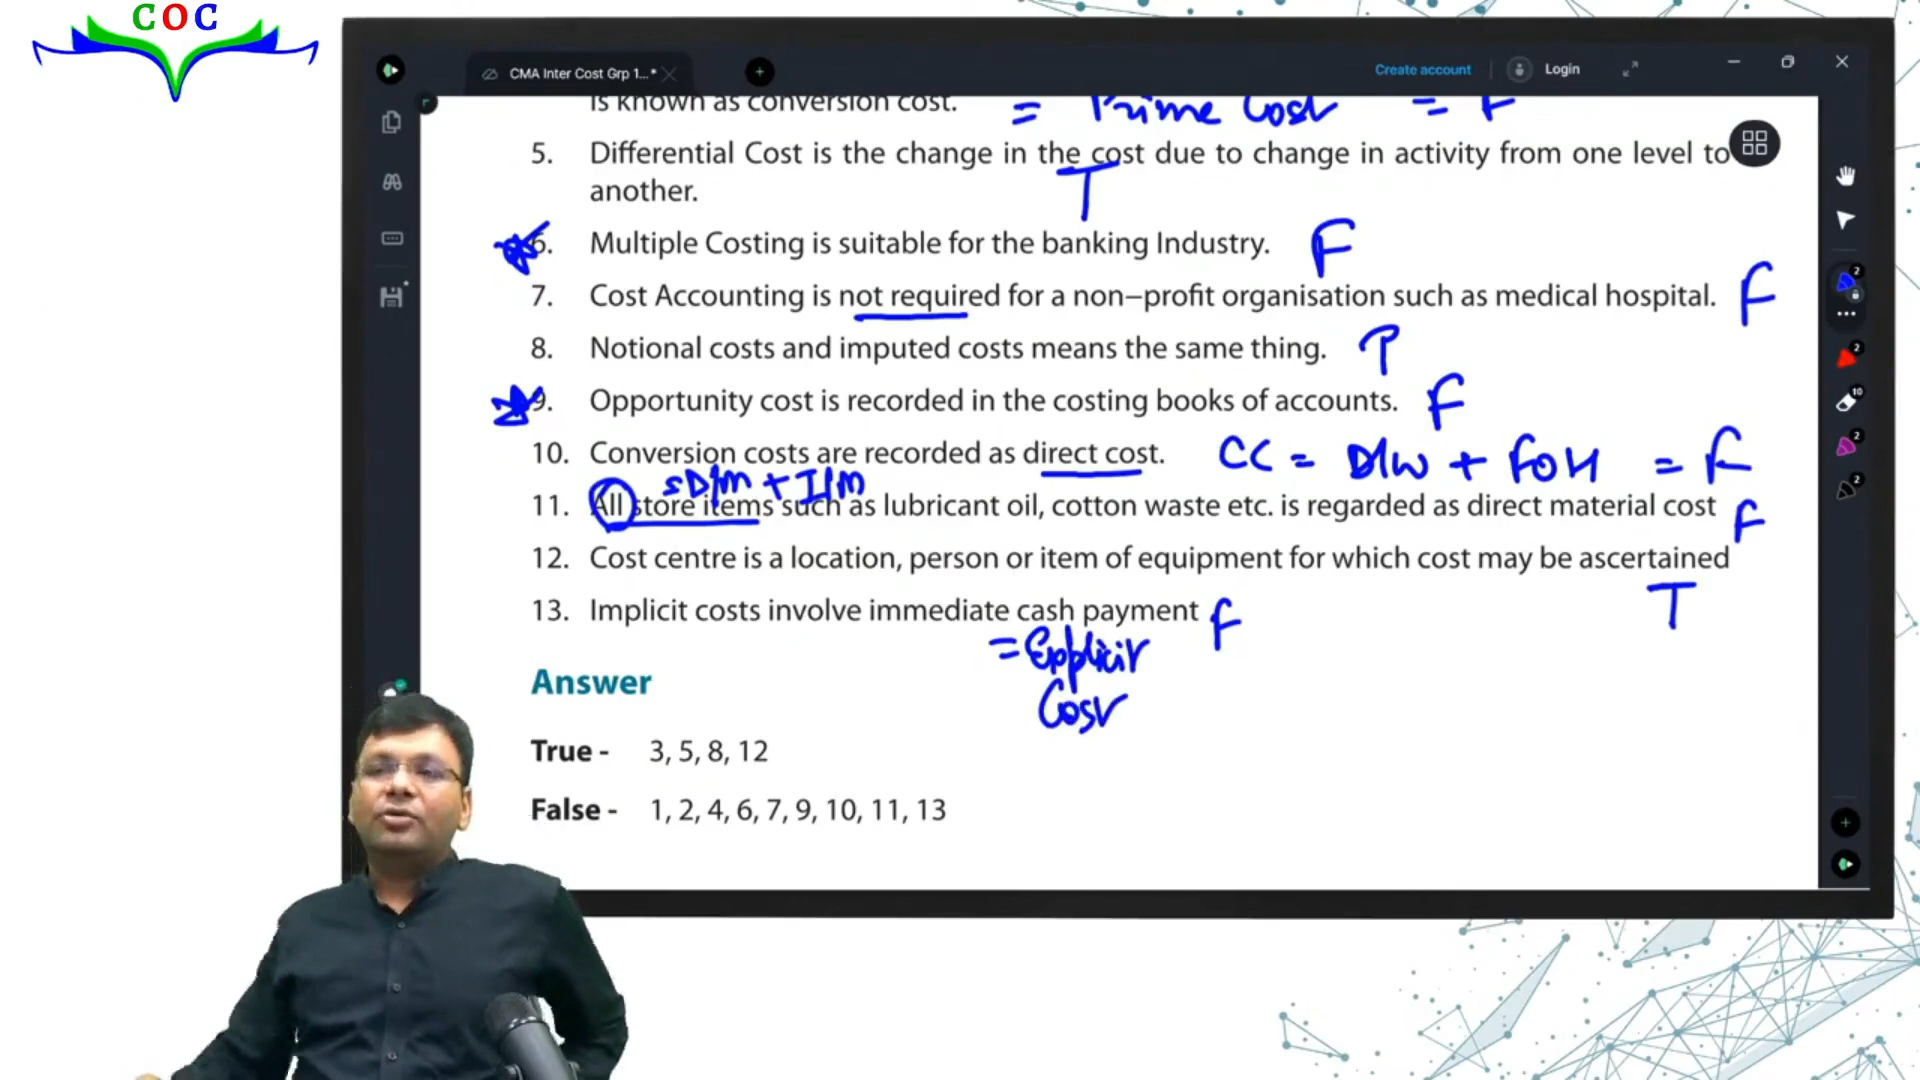 COC
CMA Inter Cost Grp 1...*
Create account
Login
is known as conversion cost. = Prime Cost = F
5. Differential Cost is the change in the cost due to change in activity from one level to
another. T
6. Multiple Costing is suitable for the banking Industry. F
7. Cost Accounting is not required for a non–profit organisation such as medical hospital. F
8. Notional costs and imputed costs means the same thing. T
9. Opportunity cost is recorded in the costing books of accounts. F
10. Conversion costs are recorded as direct cost. CC = D/W + FOH = F
D/M + I/M
11. All store items such as lubricant oil, cotton waste etc. is regarded as direct material cost F
12. Cost centre is a location, person or item of equipment for which cost may be ascertained
T
13. Implicit costs involve immediate cash payment F
= Explicit
Cost
Answer
True - 3, 5, 8, 12
False - 1, 2, 4, 6, 7, 9, 10, 11, 13
2
2
10
2
2